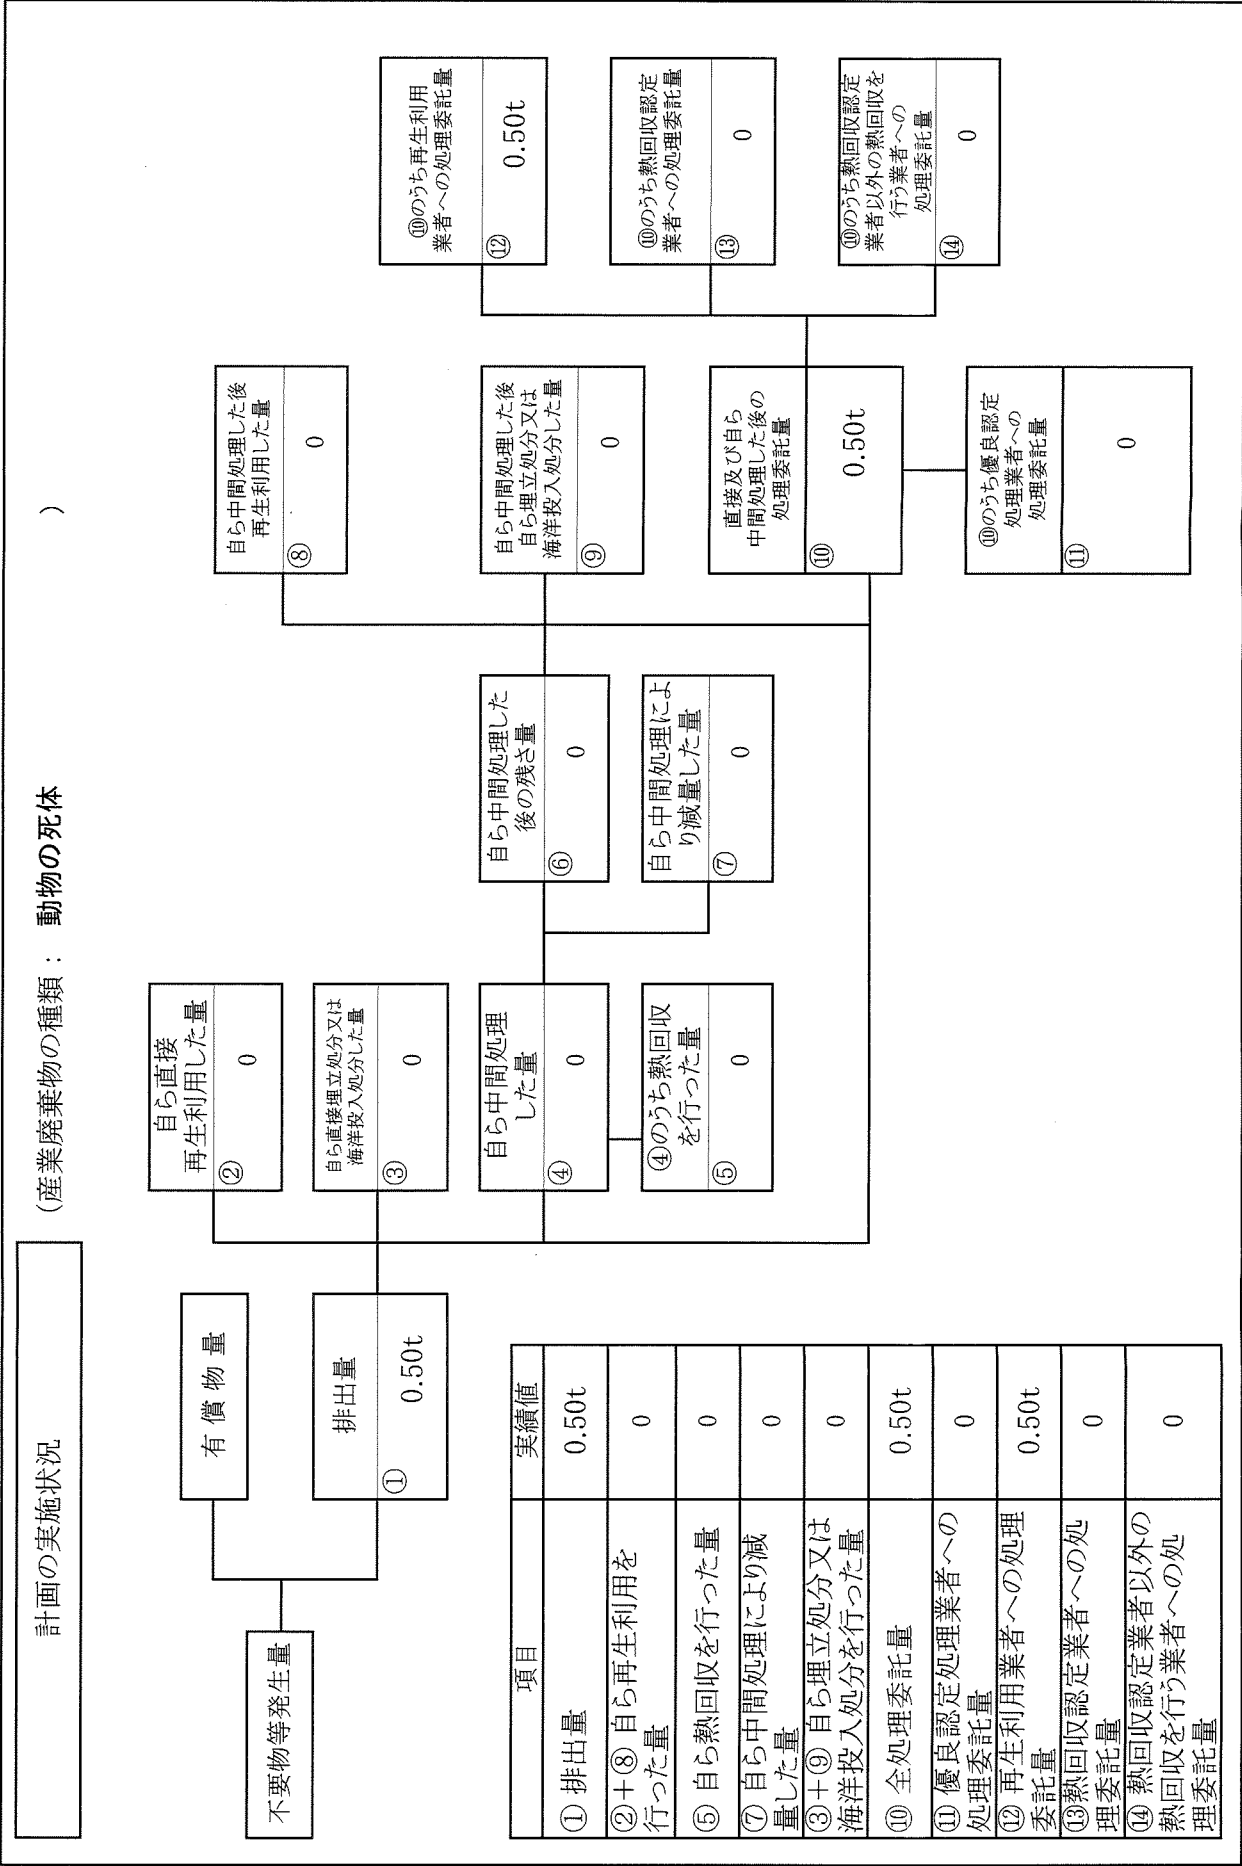 計画の実施状況
(産業廃棄物の種類： 動物の死体 )
不要物等発生量
有償物量
排出量
① 0.50t
自ら直接
再生利用した量
② 0
自ら直接埋立処分又は
海洋投入処分した量
③ 0
自ら中間処理
した量
④ 0
④のうち熱回収
を行った量
⑤ 0
自ら中間処理した
後の残さ量
⑥ 0
自ら中間処理によ
り減量した量
⑦ 0
自ら中間処理した後
再生利用した量
⑧ 0
自ら中間処理した後
自ら埋立処分又は
海洋投入処分した量
⑨ 0
直接及び自ら
中間処理した後の
処理委託量
⑩ 0.50t
⑩のうち優良認定
処理業者への
処理委託量
⑪ 0
⑩のうち再生利用
業者への処理委託量
⑫ 0.50t
⑩のうち熱回収認定
業者への処理委託量
⑬ 0
⑩のうち熱回収認定
業者以外の熱回収を
行う業者への
処理委託量
⑭ 0
項目 実績値
① 排出量 0.50t
②＋⑧ 自ら再生利用を
行った量 0
⑤ 自ら熱回収を行った量 0
⑦ 自ら中間処理により減
量した量 0
③＋⑨ 自ら埋立処分又は
海洋投入処分を行った量 0
⑩ 全処理委託量 0.50t
⑪ 優良認定処理業者への
処理委託量 0
⑫ 再生利用業者への処理
委託量 0.50t
⑬熱回収認定業者への処
理委託量 0
⑭ 熱回収認定業者以外の
熱回収を行う業者への処
理委託量 0